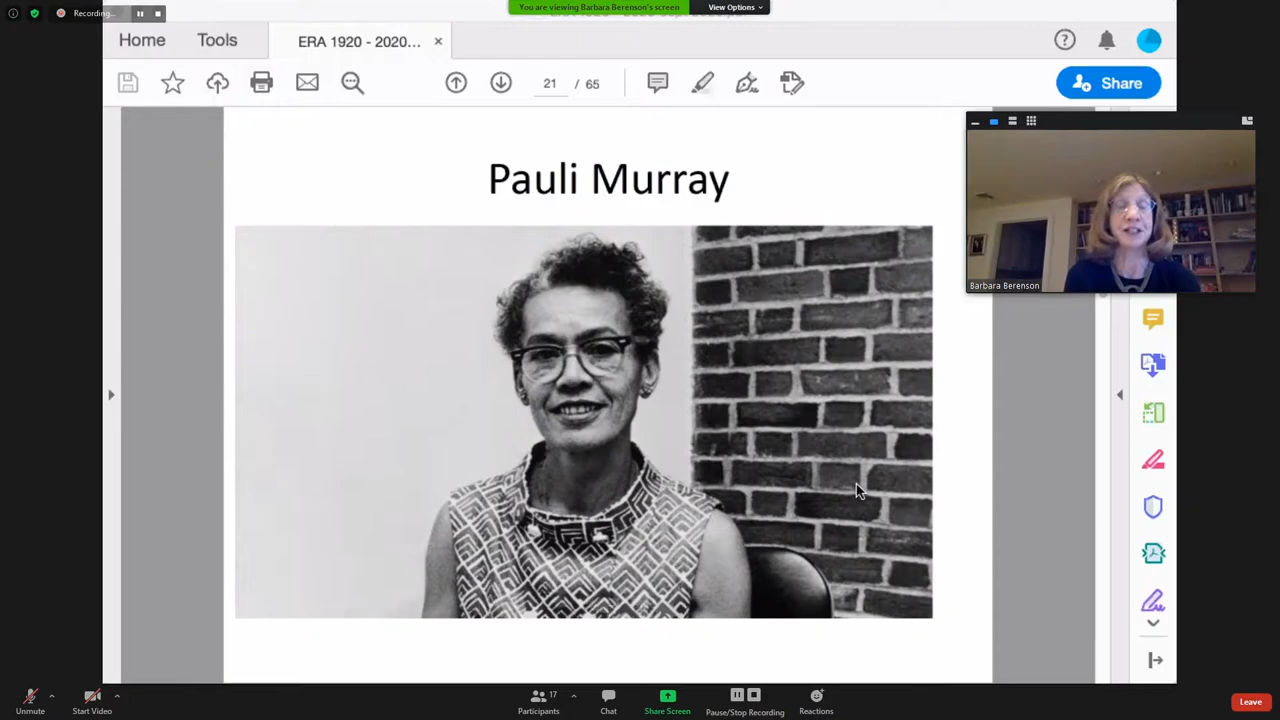 Recording...
You are viewing Barbara Berenson's screen
View Options
Home
Tools
ERA 1920 - 2020...
21 / 65
Share
Pauli Murray
Barbara Berenson
Unmute
Start Video
17
Participants
Chat
Share Screen
Pause/Stop Recording
Reactions
Leave